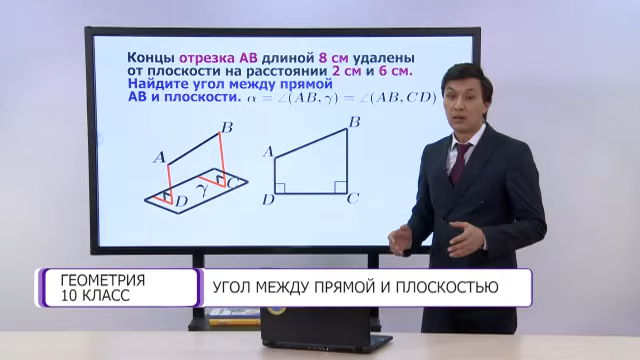 Концы отрезка AB длиной 8 см удалены
от плоскости на расстоянии 2 см и 6 см.
Найдите угол между прямой
AB и плоскости. α = ∠(AB, γ) = ∠(AB, CD)
B
A
D
γ
C
B
A
D
C
ГЕОМЕТРИЯ
10 КЛАСС
УГОЛ МЕЖДУ ПРЯМОЙ И ПЛОСКОСТЬЮ